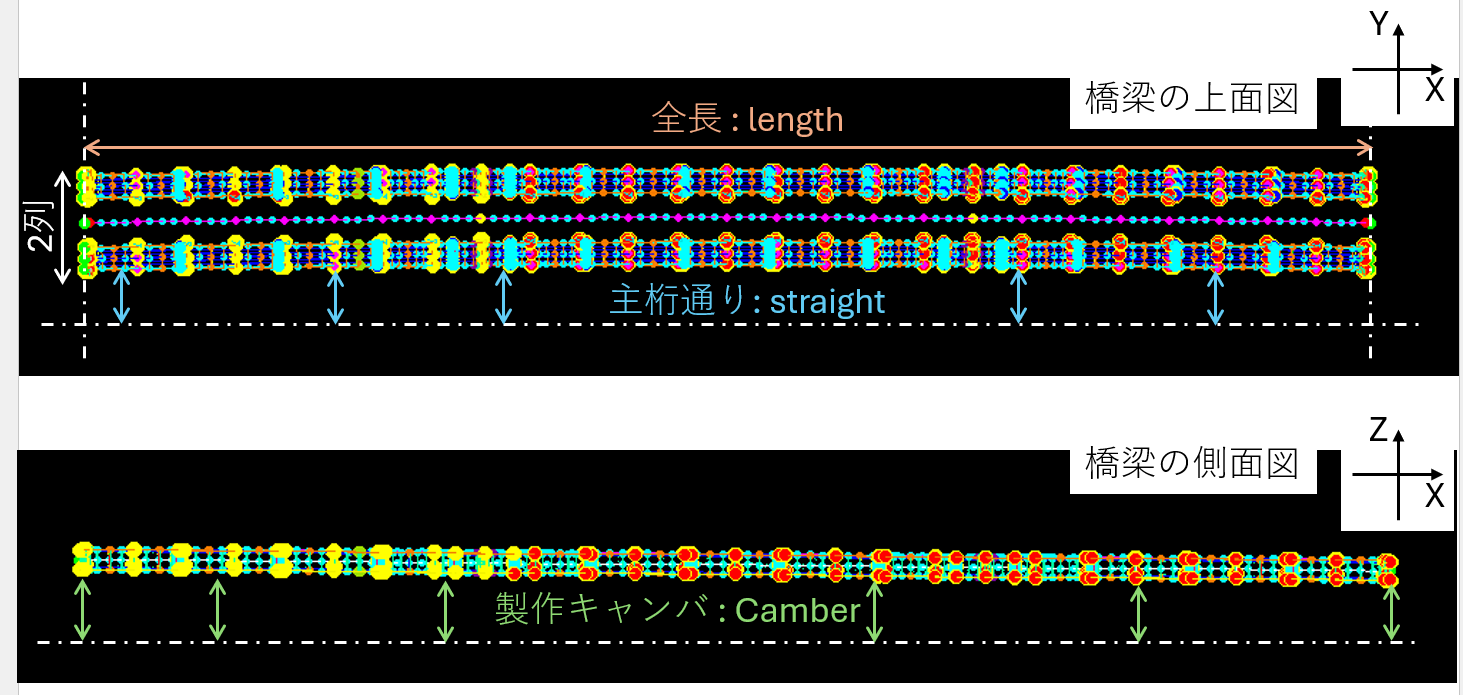 Y
X
橋梁の上面図
全長 : length
2列
主桁通り: straight
Z
X
橋梁の側面図
製作キャンバ : Camber